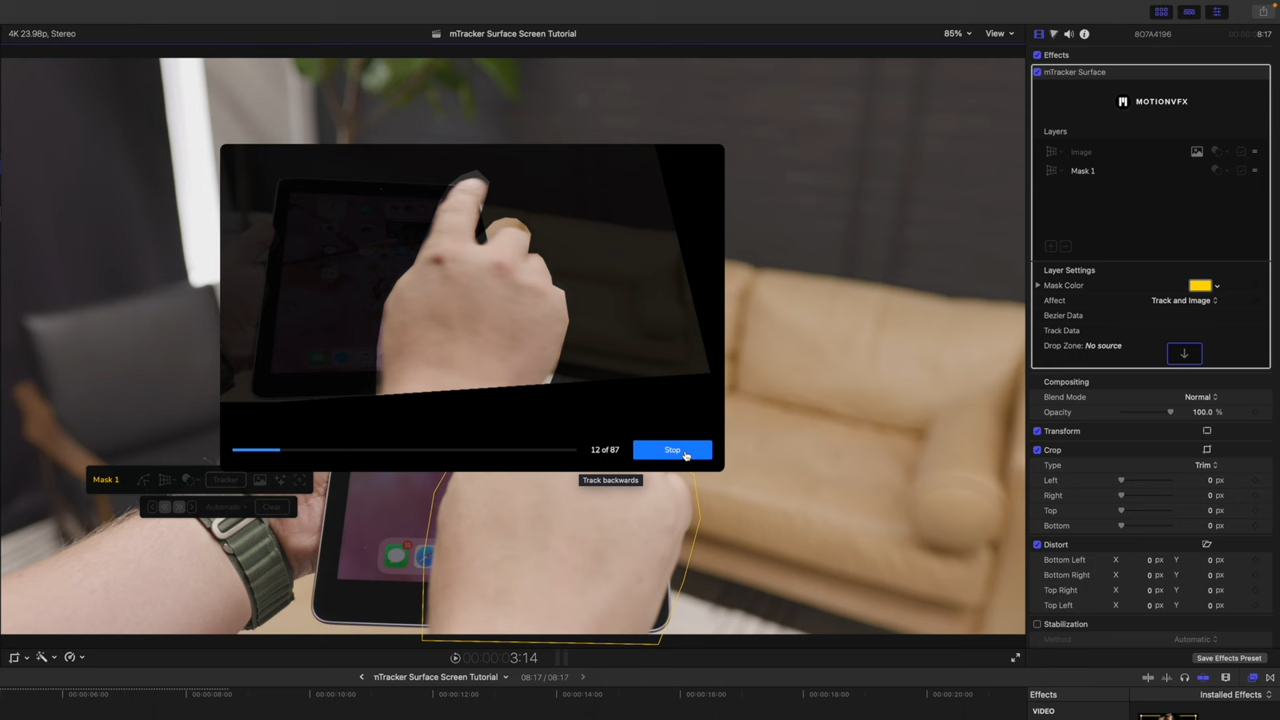 4K 23.98p, Stereo
mTracker Surface Screen Tutorial
85%
View
8O7A4196
8:17
Effects
mTracker Surface
MOTIONVFX
Layers
Image
Mask 1
Layer Settings
Mask Color
Affect
Track and Image
Bezier Data
Track Data
Drop Zone: No source
Compositing
Blend Mode
Normal
Opacity
100.0 %
Transform
Crop
Type
Trim
Left
0 px
Right
0 px
Top
0 px
Bottom
0 px
Distort
Bottom Left X 0 px Y 0 px
Bottom Right X 0 px Y 0 px
Top Right X 0 px Y 0 px
Top Left X 0 px Y 0 px
Stabilization
Method
Automatic
Save Effects Preset
12 of 87
Stop
Track backwards
Mask 1
Tracker
Automatic
Clear
00:00:00:03:14
mTracker Surface Screen Tutorial
08:17 / 08:17
00:00:06:00
00:00:08:00
00:00:10:00
00:00:12:00
00:00:14:00
00:00:16:00
00:00:18:00
00:00:20:00
Effects
Installed Effects
VIDEO